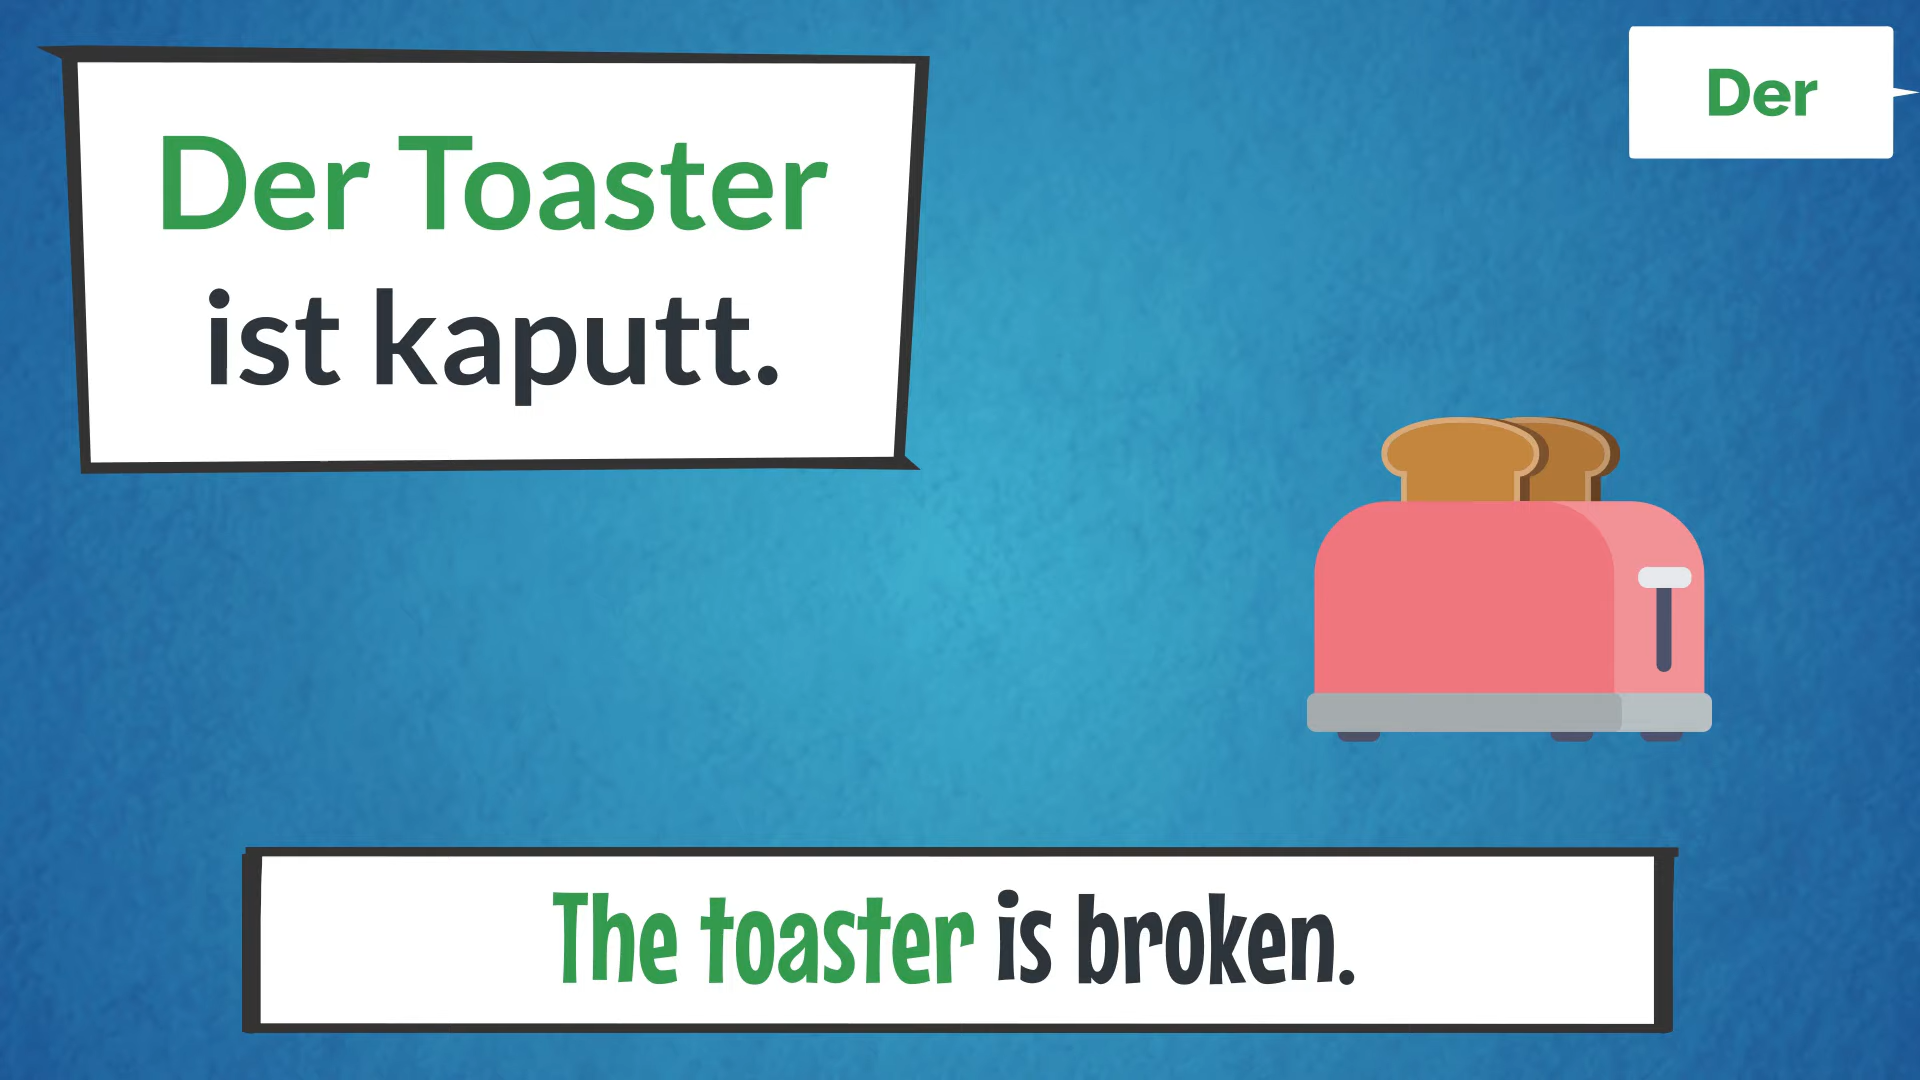 Der Toaster
ist kaputt.
Der
The toaster is broken.